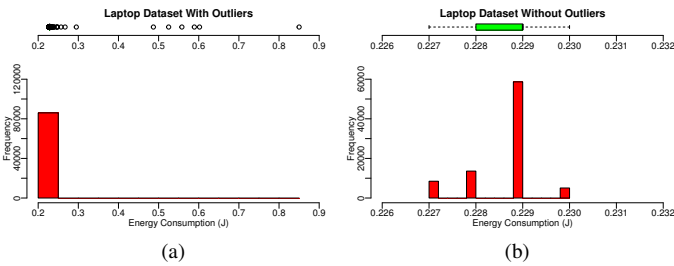 Laptop Dataset With Outliers
0.2 0.3 0.4 0.5 0.6 0.7 0.8 0.9
Frequency
0 40000 80000 120000
0.2 0.3 0.4 0.5 0.6 0.7 0.8 0.9
Energy Consumption (J)
(a)
Laptop Dataset Without Outliers
0.226 0.227 0.228 0.229 0.230 0.231 0.232
Frequency
0 20000 40000 60000
0.226 0.227 0.228 0.229 0.230 0.231 0.232
Energy Consumption (J)
(b)